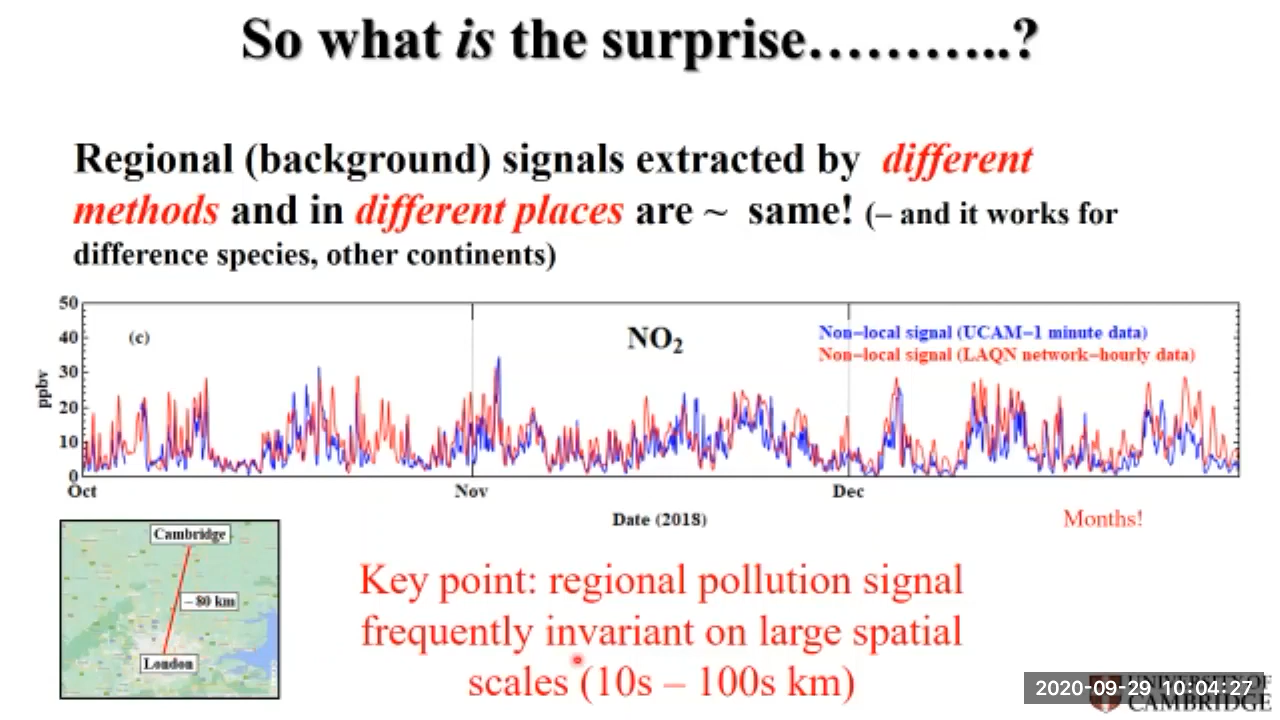 So what is the surprise………..?
Regional (background) signals extracted by different
methods and in different places are ~ same! (– and it works for
difference species, other continents)
50
40
30
20
10
0
ppbv
(c)
NO₂
Non–local signal (UCAM–1 minute data)
Non–local signal (LAQN network–hourly data)
Oct
Nov
Dec
Date (2018)
Months!
Cambridge
~ 80 km
London
Key point: regional pollution signal
frequently invariant on large spatial
scales (10s – 100s km)
2020-09-29 10:04:27
UNIVERSITY OF
CAMBRIDGE